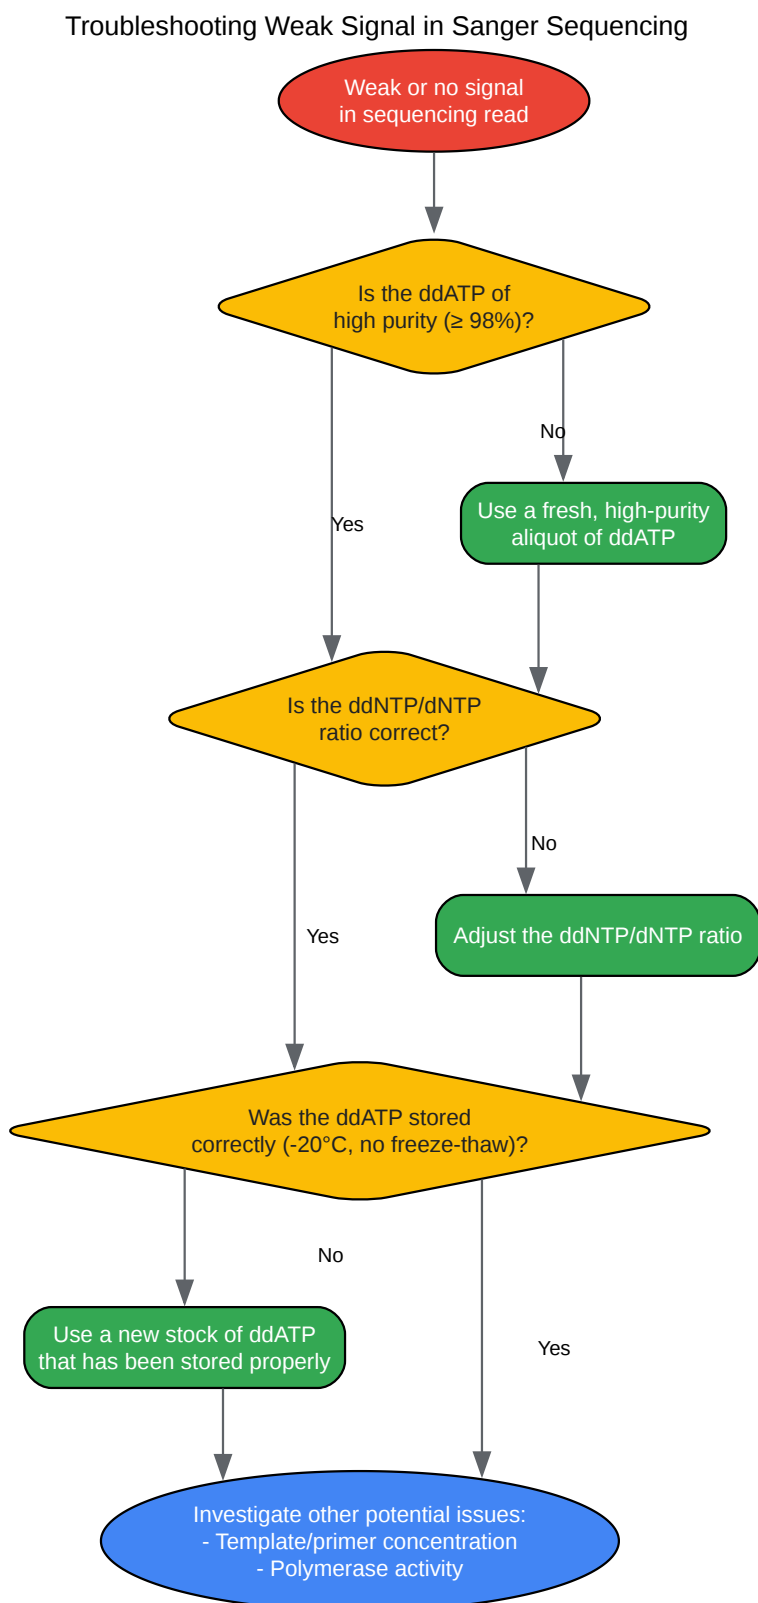 Troubleshooting Weak Signal in Sanger Sequencing
Weak or no signal
in sequencing read
Is the ddATP of
high purity (≥ 98%)?
No
Yes
Use a fresh, high-purity
aliquot of ddATP
Is the ddNTP/dNTP
ratio correct?
No
Yes
Adjust the ddNTP/dNTP ratio
Was the ddATP stored
correctly (-20°C, no freeze-thaw)?
No
Use a new stock of ddATP
that has been stored properly
Yes
Investigate other potential issues:
- Template/primer concentration
- Polymerase activity